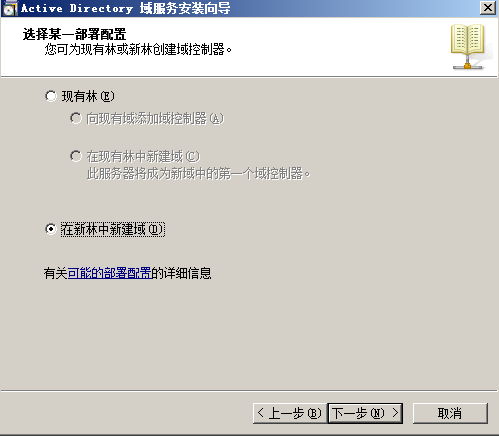 Active Directory 域服务安装向导
选择某一部署配置
您可为现有林或新林创建域控制器。
现有林(E)
向现有域添加域控制器(A)
在现有林中新建域(C)
此服务器将成为新域中的第一个域控制器。
在新林中新建域(D)
有关可能的部署配置的详细信息
< 上一步(B) 下一步(N) > 取消